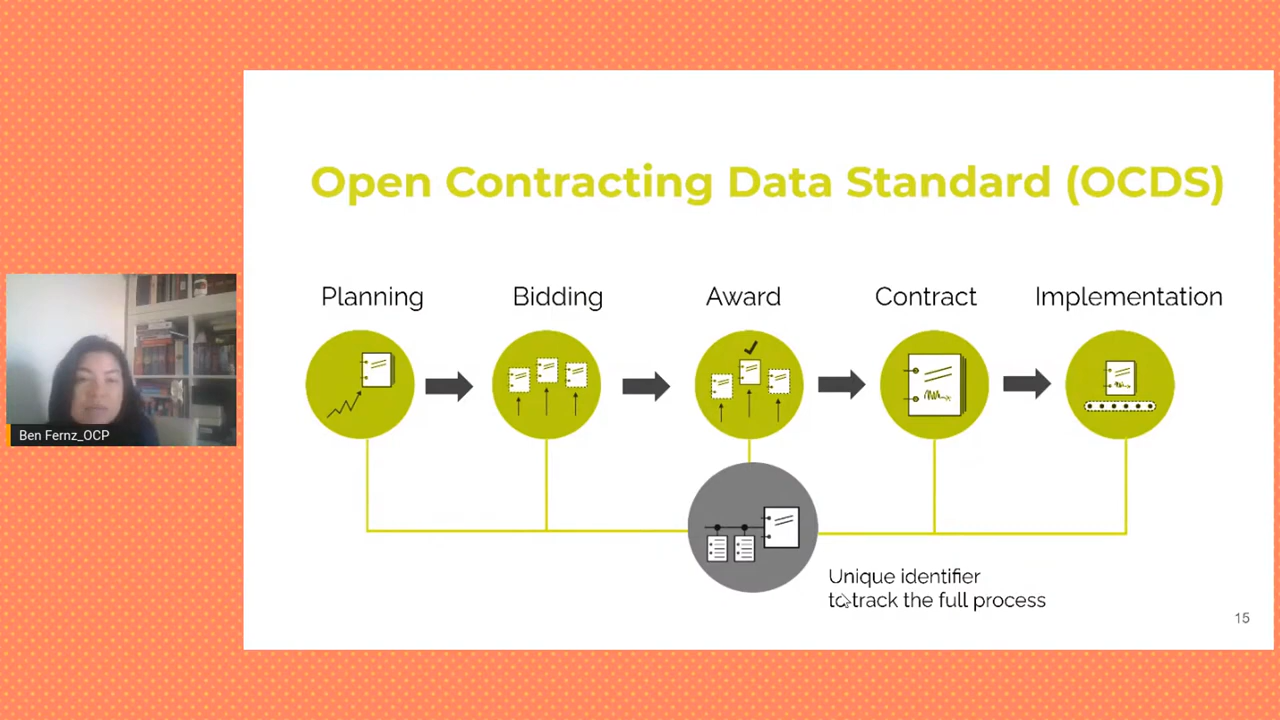 Open Contracting Data Standard (OCDS)
Planning
Bidding
Award
Contract
Implementation
Ben Fernz_OCP
Unique identifier
to track the full process
15